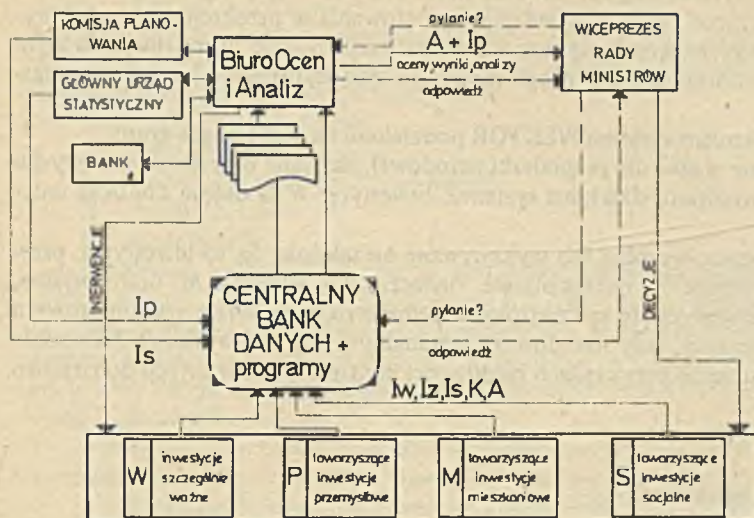 KOMISJA PLANO-
WANIA
GŁÓWNY URZĄD
STATYSTYCZNY
BANK
Biuro Ocen
i Analiz
pytanie?
A + Ip
oceny, wyniki, analizy
odpowiedź
WICEPREZES
RADY
MINISTRÓW
INTERWENCJE
DECYZJE
Ip
Is
CENTRALNY
BANK
DANYCH +
programy
pytanie?
odpowiedź
Iw, Iz, Is, K, A
W
inwestycje
szczególnie
ważne
P
towarzyszące
inwestycje
przemysłowe
M
towarzyszące
inwestycje
mieszkaniowe
S
towarzyszące
inwestycje
socjalne